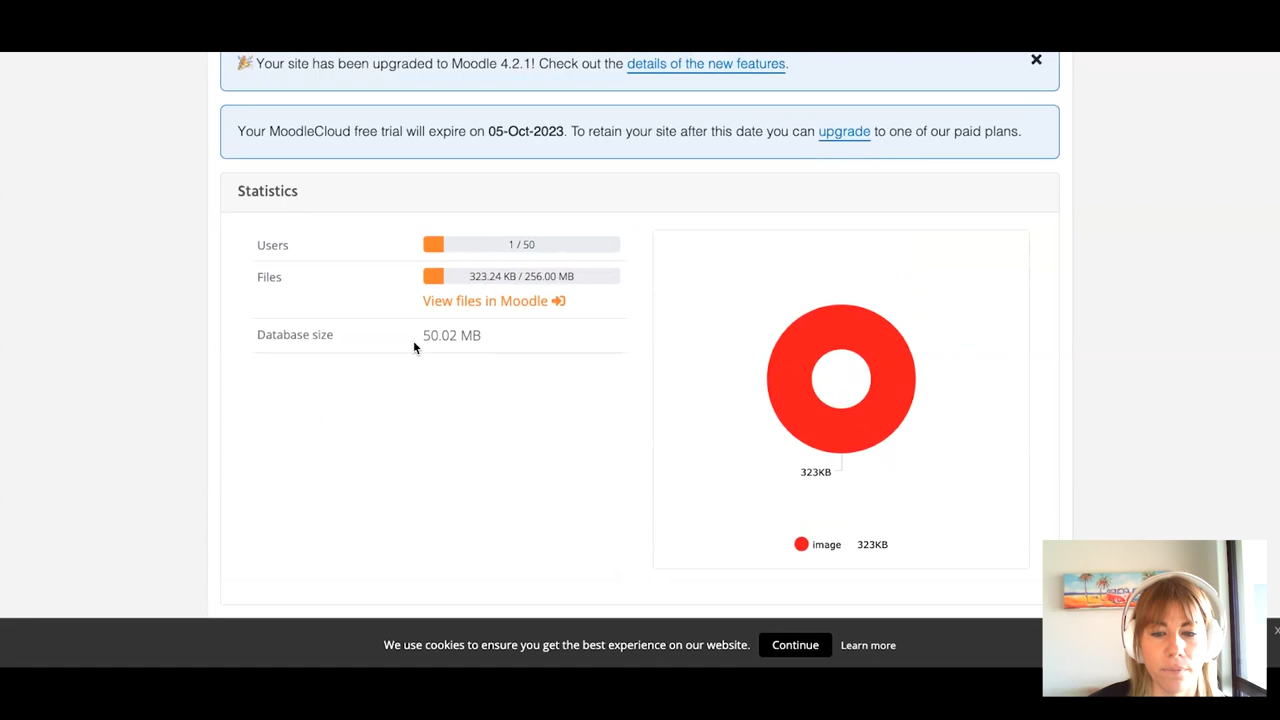 🎉 Your site has been upgraded to Moodle 4.2.1! Check out the details of the new features.
Your MoodleCloud free trial will expire on 05-Oct-2023. To retain your site after this date you can upgrade to one of our paid plans.
Statistics
Users 1 / 50
Files 323.24 KB / 256.00 MB
View files in Moodle
Database size 50.02 MB
323KB
image 323KB
We use cookies to ensure you get the best experience on our website. Continue Learn more